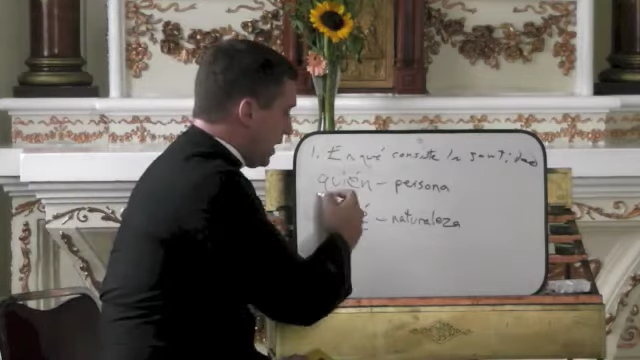 1. En qué consiste la santidad
quién - persona
é - naturaleza